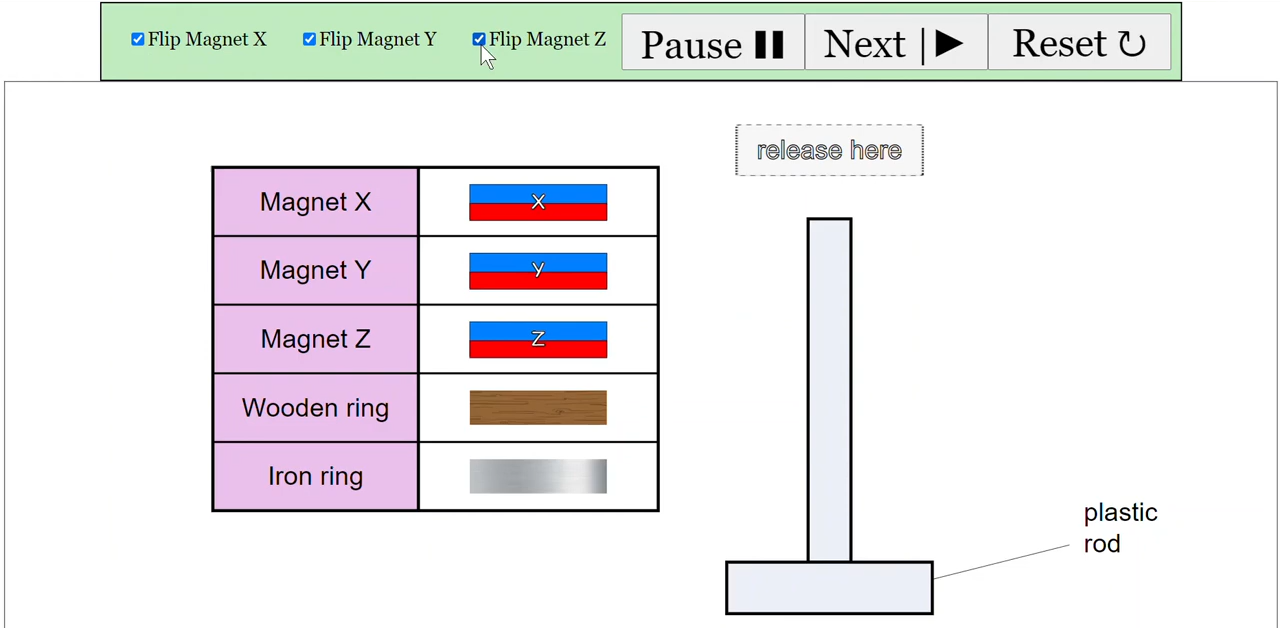 Flip Magnet X Flip Magnet Y Flip Magnet Z Pause Next Reset
release here
Magnet X X
Magnet Y y
Magnet Z Z
Wooden ring
Iron ring
plastic
rod